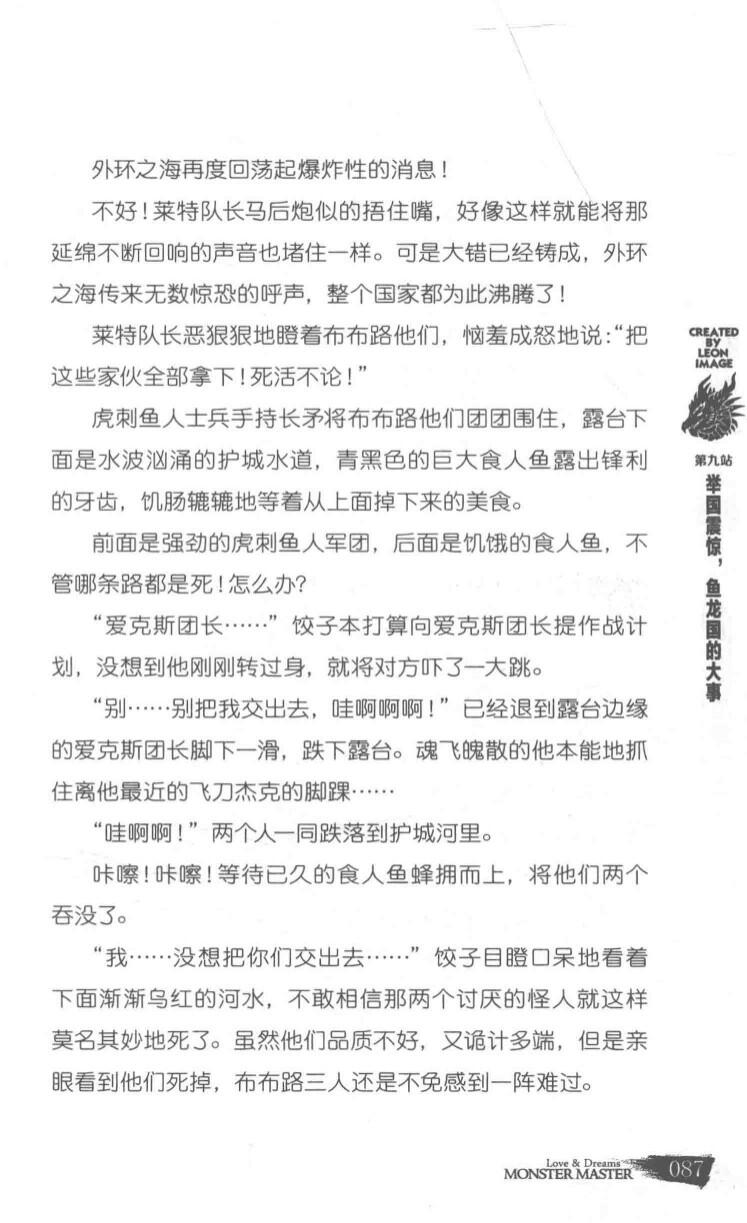 外环之海再度回荡起爆炸性的消息！
不好！莱特队长马后炮似的捂住嘴，好像这样就能将那
延绵不断回响的声音也堵住一样。可是大错已经铸成，外环
之海传来无数惊恐的呼声，整个国家都为此沸腾了！
莱特队长恶狠狠地瞪着布布路他们，恼羞成怒地说：“把
这些家伙全部拿下！死活不论！”
虎刺鱼人士兵手持长矛将布布路他们团团围住，露台下
面是水波汹涌的护城水道，青黑色的巨大食人鱼露出锋利
的牙齿，饥肠辘辘地等着从上面掉下来的美食。
前面是强劲的虎刺鱼人军团，后面是饥饿的食人鱼，不
管哪条路都是死！怎么办？
“爱克斯团长……”饺子本打算向爱克斯团长提作战计
划，没想到他刚刚转过身，就将对方吓了一大跳。
“别……别把我交出去，哇啊啊啊！”已经退到露台边缘
的爱克斯团长脚下一滑，跌下露台。魂飞魄散的他本能地抓
住离他最近的飞刀杰克的脚踝……
“哇啊啊！”两个人一同跌落到护城河里。
咔嚓！咔嚓！等待已久的食人鱼蜂拥而上，将他们两个
吞没了。
“我……没想把你们交出去……”饺子目瞪口呆地看着
下面渐渐乌红的河水，不敢相信那两个讨厌的怪人就这样
莫名其妙地死了。虽然他们品质不好，又诡计多端，但是亲
眼看到他们死掉，布布路三人还是不免感到一阵难过。
CREATED
BY
LEON
IMAGE
第九站
举国震惊，鱼龙国的大事
Love & Dreams
MONSTER MASTER
087